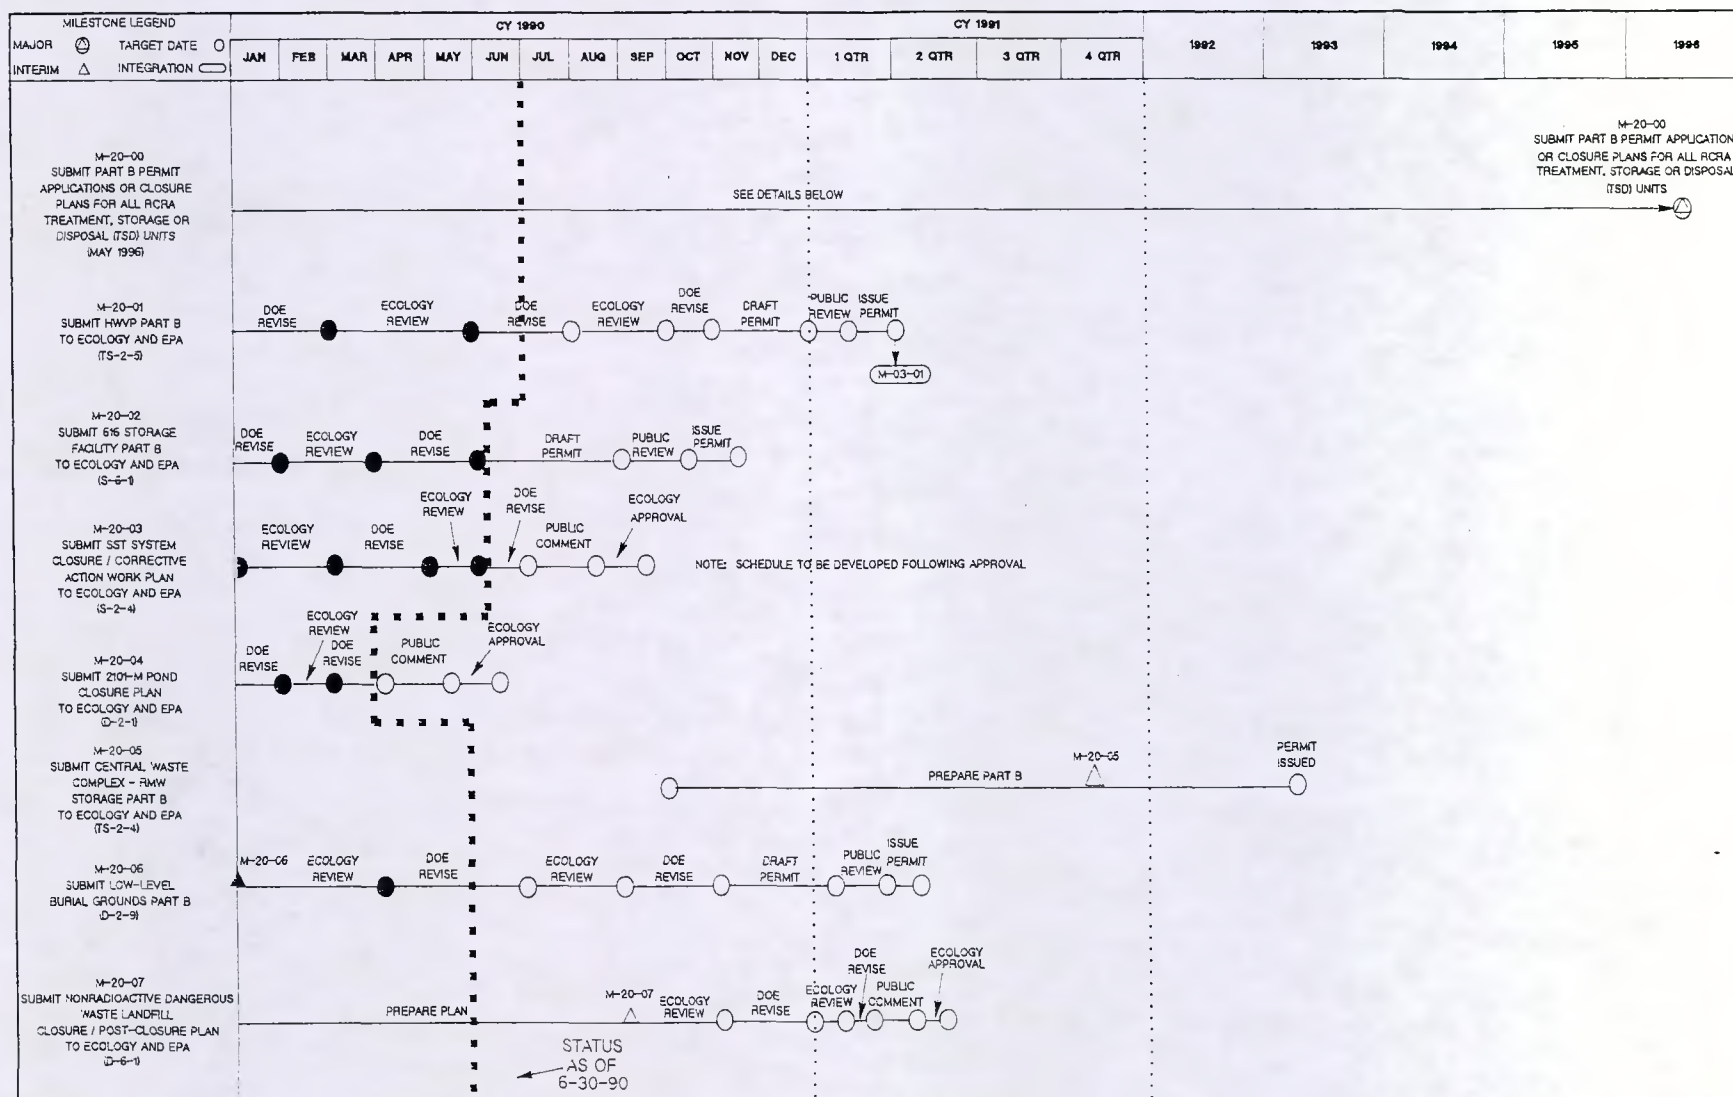 MILESTONE LEGEND
MAJOR TARGET DATE
INTERIM INTEGRATION
CY 1990
CY 1991
JAN FEB MAR APR MAY JUN JUL AUG SEP OCT NOV DEC 1 QTR 2 QTR 3 QTR 4 QTR 1992 1993 1994 1995 1996
M-20-00
SUBMIT PART B PERMIT
APPLICATIONS OR CLOSURE
PLANS FOR ALL RCRA
TREATMENT, STORAGE OR
DISPOSAL (TSD) UNITS
(MAY 1996)
SEE DETAILS BELOW
M-20-00
SUBMIT PART B PERMIT APPLICATION
OR CLOSURE PLANS FOR ALL RCRA
TREATMENT, STORAGE OR DISPOSAL
(TSD) UNITS
M-20-01
SUBMIT HWVP PART B
TO ECOLOGY AND EPA
(TS-2-5)
DOE
REVISE
ECOLOGY
REVIEW
DOE
REVISE
ECOLOGY
REVIEW
DOE
REVISE
DRAFT
PERMIT
PUBLIC
REVIEW
ISSUE
PERMIT
M-03-01
M-20-02
SUBMIT 616 STORAGE
FACILITY PART B
TO ECOLOGY AND EPA
(S-6-1)
DOE
REVISE
ECOLOGY
REVIEW
DOE
REVISE
DRAFT
PERMIT
PUBLIC
REVIEW
ISSUE
PERMIT
M-20-03
SUBMIT SST SYSTEM
CLOSURE / CORRECTIVE
ACTION WORK PLAN
TO ECOLOGY AND EPA
(S-2-4)
ECOLOGY
REVIEW
DOE
REVISE
ECOLOGY
REVIEW
DOE
REVISE
PUBLIC
COMMENT
ECOLOGY
APPROVAL
NOTE: SCHEDULE TO BE DEVELOPED FOLLOWING APPROVAL
M-20-04
SUBMIT 2101-M POND
CLOSURE PLAN
TO ECOLOGY AND EPA
(D-2-1)
DOE
REVISE
ECOLOGY
REVIEW
DOE
REVISE
PUBLIC
COMMENT
ECOLOGY
APPROVAL
M-20-05
SUBMIT CENTRAL WASTE
COMPLEX - RMW
STORAGE PART B
TO ECOLOGY AND EPA
(TS-2-4)
PREPARE PART B
M-20-05
PERMIT
ISSUED
M-20-06
SUBMIT LOW-LEVEL
BURIAL GROUNDS PART B
(D-2-9)
M-20-06
ECOLOGY
REVIEW
DOE
REVISE
ECOLOGY
REVIEW
DOE
REVISE
DRAFT
PERMIT
PUBLIC
REVIEW
ISSUE
PERMIT
M-20-07
SUBMIT NONRADIOACTIVE DANGEROUS
WASTE LANDFILL
CLOSURE / POST-CLOSURE PLAN
TO ECOLOGY AND EPA
(D-6-1)
PREPARE PLAN
M-20-07
ECOLOGY
REVIEW
DOE
REVISE
ECOLOGY
REVIEW
DOE
REVISE
PUBLIC
COMMENT
ECOLOGY
APPROVAL
STATUS
AS OF
6-30-90